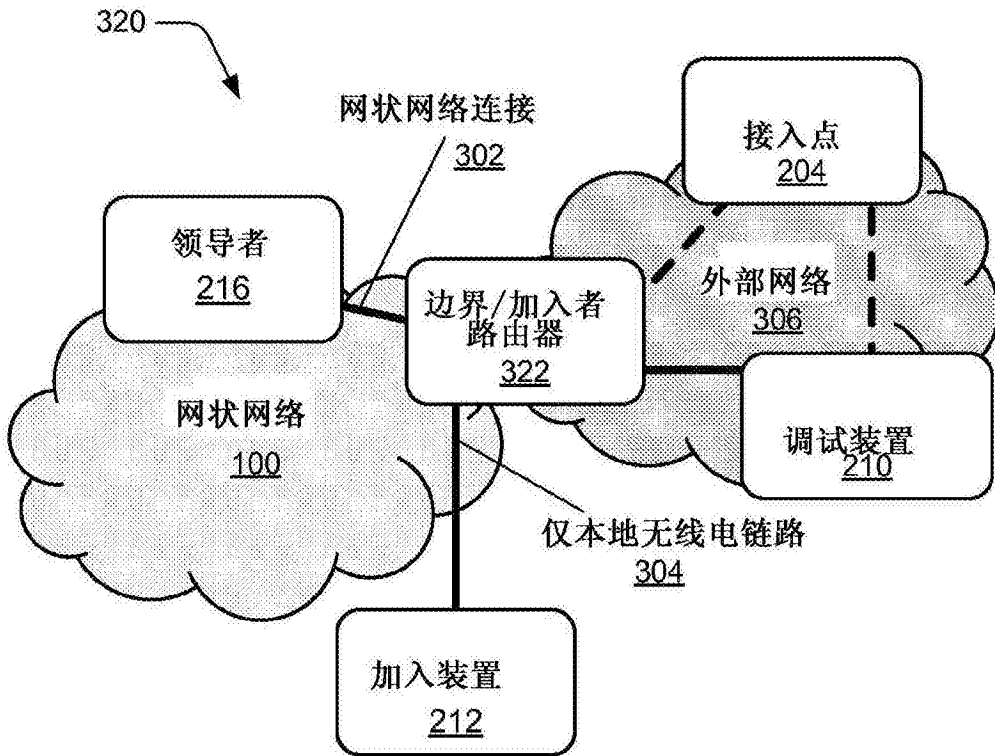 320
网状网络连接
302
接入点
204
领导者
216
边界/加入者
路由器
322
外部网络
306
网状网络
100
调试装置
210
仅本地无线电链路
304
加入装置
212